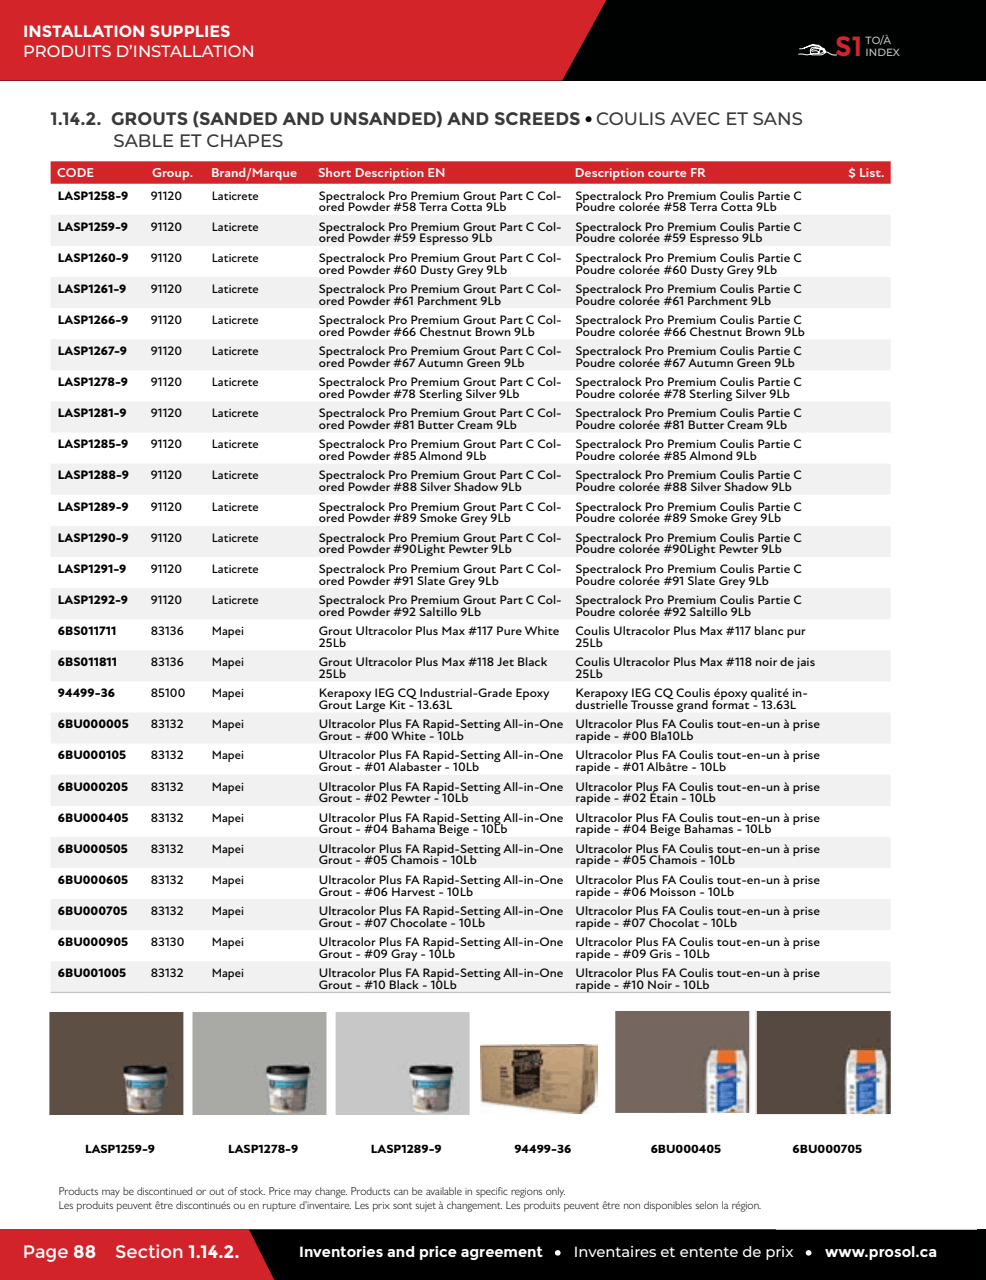 INSTALLATION SUPPLIES
PRODUITS D’INSTALLATION
S1 TO/À
INDEX
1.14.2. GROUTS (SANDED AND UNSANDED) AND SCREEDS • COULIS AVEC ET SANS
SABLE ET CHAPES
CODE Group. Brand/Marque Short Description EN Description courte FR $ List.
LASP1258-9 91120 Laticrete Spectralock Pro Premium Grout Part C Col- Spectralock Pro Premium Coulis Partie C
ored Powder #58 Terra Cotta 9Lb Poudre colorée #58 Terra Cotta 9Lb
LASP1259-9 91120 Laticrete Spectralock Pro Premium Grout Part C Col- Spectralock Pro Premium Coulis Partie C
ored Powder #59 Espresso 9Lb Poudre colorée #59 Espresso 9Lb
LASP1260-9 91120 Laticrete Spectralock Pro Premium Grout Part C Col- Spectralock Pro Premium Coulis Partie C
ored Powder #60 Dusty Grey 9Lb Poudre colorée #60 Dusty Grey 9Lb
LASP1261-9 91120 Laticrete Spectralock Pro Premium Grout Part C Col- Spectralock Pro Premium Coulis Partie C
ored Powder #61 Parchment 9Lb Poudre colorée #61 Parchment 9Lb
LASP1266-9 91120 Laticrete Spectralock Pro Premium Grout Part C Col- Spectralock Pro Premium Coulis Partie C
ored Powder #66 Chestnut Brown 9Lb Poudre colorée #66 Chestnut Brown 9Lb
LASP1267-9 91120 Laticrete Spectralock Pro Premium Grout Part C Col- Spectralock Pro Premium Coulis Partie C
ored Powder #67 Autumn Green 9Lb Poudre colorée #67 Autumn Green 9Lb
LASP1278-9 91120 Laticrete Spectralock Pro Premium Grout Part C Col- Spectralock Pro Premium Coulis Partie C
ored Powder #78 Sterling Silver 9Lb Poudre colorée #78 Sterling Silver 9Lb
LASP1281-9 91120 Laticrete Spectralock Pro Premium Grout Part C Col- Spectralock Pro Premium Coulis Partie C
ored Powder #81 Butter Cream 9Lb Poudre colorée #81 Butter Cream 9Lb
LASP1285-9 91120 Laticrete Spectralock Pro Premium Grout Part C Col- Spectralock Pro Premium Coulis Partie C
ored Powder #85 Almond 9Lb Poudre colorée #85 Almond 9Lb
LASP1288-9 91120 Laticrete Spectralock Pro Premium Grout Part C Col- Spectralock Pro Premium Coulis Partie C
ored Powder #88 Silver Shadow 9Lb Poudre colorée #88 Silver Shadow 9Lb
LASP1289-9 91120 Laticrete Spectralock Pro Premium Grout Part C Col- Spectralock Pro Premium Coulis Partie C
ored Powder #89 Smoke Grey 9Lb Poudre colorée #89 Smoke Grey 9Lb
LASP1290-9 91120 Laticrete Spectralock Pro Premium Grout Part C Col- Spectralock Pro Premium Coulis Partie C
ored Powder #90Light Pewter 9Lb Poudre colorée #90Light Pewter 9Lb
LASP1291-9 91120 Laticrete Spectralock Pro Premium Grout Part C Col- Spectralock Pro Premium Coulis Partie C
ored Powder #91 Slate Grey 9Lb Poudre colorée #91 Slate Grey 9Lb
LASP1292-9 91120 Laticrete Spectralock Pro Premium Grout Part C Col- Spectralock Pro Premium Coulis Partie C
ored Powder #92 Saltillo 9Lb Poudre colorée #92 Saltillo 9Lb
6BS011711 83136 Mapei Grout Ultracolor Plus Max #117 Pure White Coulis Ultracolor Plus Max #117 blanc pur
25Lb 25Lb
6BS011811 83136 Mapei Grout Ultracolor Plus Max #118 Jet Black Coulis Ultracolor Plus Max #118 noir de jais
25Lb 25Lb
94499-36 85100 Mapei Kerapoxy IEG CQ Industrial-Grade Epoxy Kerapoxy IEG CQ Coulis époxy qualité in-
Grout Large Kit - 13.63L dustrielle Trousse grand format - 13.63L
6BU000005 83132 Mapei Ultracolor Plus FA Rapid-Setting All-in-One Ultracolor Plus FA Coulis tout-en-un à prise
Grout - #00 White - 10Lb rapide - #00 Bla10Lb
6BU000105 83132 Mapei Ultracolor Plus FA Rapid-Setting All-in-One Ultracolor Plus FA Coulis tout-en-un à prise
Grout - #01 Alabaster - 10Lb rapide - #01 Albâtre - 10Lb
6BU000205 83132 Mapei Ultracolor Plus FA Rapid-Setting All-in-One Ultracolor Plus FA Coulis tout-en-un à prise
Grout - #02 Pewter - 10Lb rapide - #02 Étain - 10Lb
6BU000405 83132 Mapei Ultracolor Plus FA Rapid-Setting All-in-One Ultracolor Plus FA Coulis tout-en-un à prise
Grout - #04 Bahama Beige - 10Lb rapide - #04 Beige Bahamas - 10Lb
6BU000505 83132 Mapei Ultracolor Plus FA Rapid-Setting All-in-One Ultracolor Plus FA Coulis tout-en-un à prise
Grout - #05 Chamois - 10Lb rapide - #05 Chamois - 10Lb
6BU000605 83132 Mapei Ultracolor Plus FA Rapid-Setting All-in-One Ultracolor Plus FA Coulis tout-en-un à prise
Grout - #06 Harvest - 10Lb rapide - #06 Moisson - 10Lb
6BU000705 83132 Mapei Ultracolor Plus FA Rapid-Setting All-in-One Ultracolor Plus FA Coulis tout-en-un à prise
Grout - #07 Chocolate - 10Lb rapide - #07 Chocolat - 10Lb
6BU000905 83130 Mapei Ultracolor Plus FA Rapid-Setting All-in-One Ultracolor Plus FA Coulis tout-en-un à prise
Grout - #09 Gray - 10Lb rapide - #09 Gris - 10Lb
6BU001005 83132 Mapei Ultracolor Plus FA Rapid-Setting All-in-One Ultracolor Plus FA Coulis tout-en-un à prise
Grout - #10 Black - 10Lb rapide - #10 Noir - 10Lb
LASP1259-9 LASP1278-9 LASP1289-9 94499-36 6BU000405 6BU000705
Products may be discontinued or out of stock. Price may change. Products can be available in specific regions only.
Les produits peuvent être discontinués ou en rupture d’inventaire. Les prix sont sujet à changement. Les produits peuvent être non disponibles selon la région.
Page 88 Section 1.14.2. Inventories and price agreement • Inventaires et entente de prix • www.prosol.ca